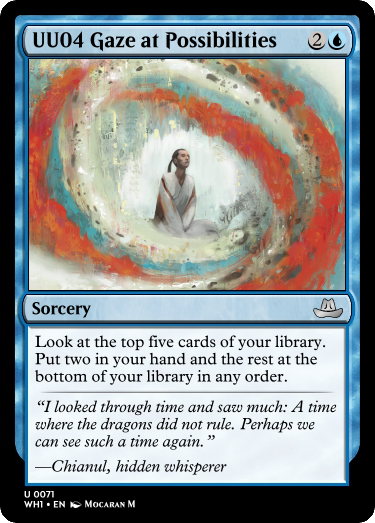 UU04 Gaze at Possibilities 2
Sorcery
Look at the top five cards of your library.
Put two in your hand and the rest at the
bottom of your library in any order.
“I looked through time and saw much: A time
where the dragons did not rule. Perhaps we
can see such a time again.”
—Chianul, hidden whisperer
U 0071
WH1 • EN Mocaran M